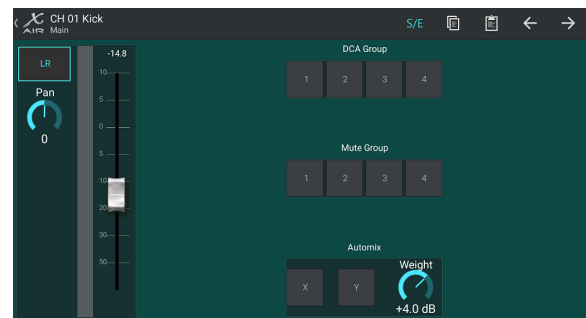 X AIR
CH 01 Kick
Main
S/E
LR
Pan
0
-14.8
10
5
0
5
10
20
30
50
DCA Group
1 2 3 4
Mute Group
1 2 3 4
Automix
X Y
Weight
+4.0 dB